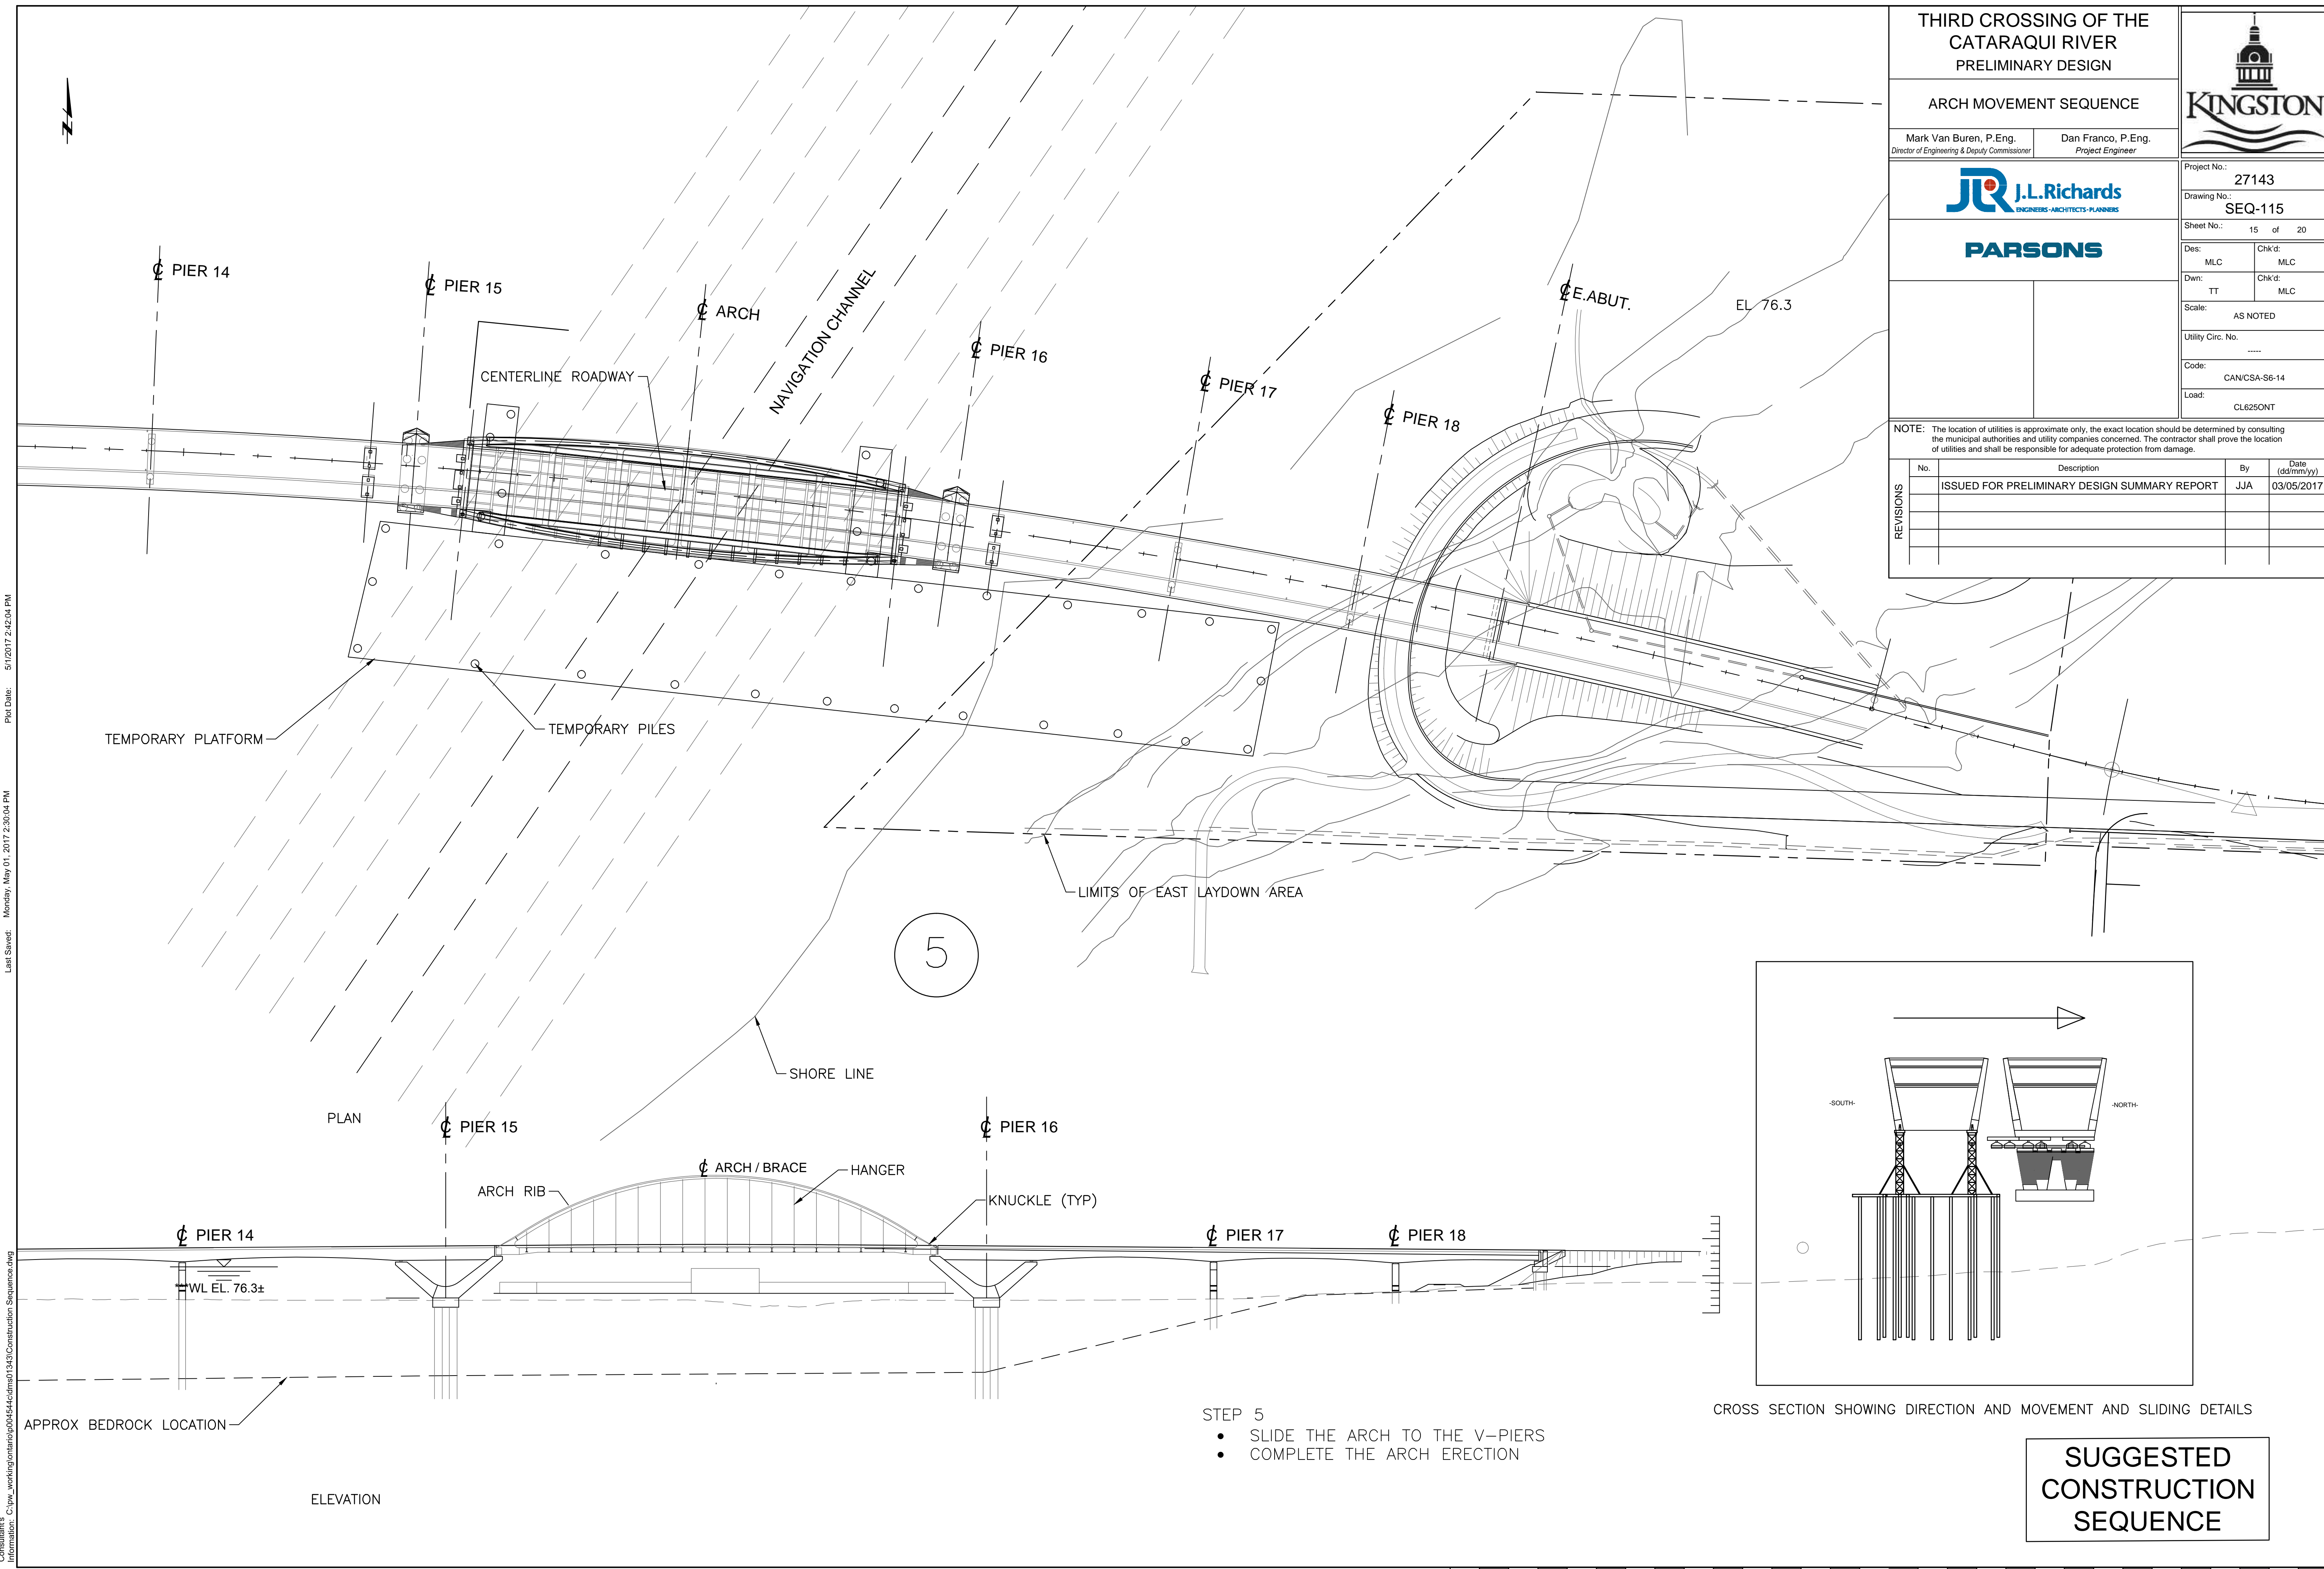 THIRD CROSSING OF THE
CATARAQUI RIVER
PRELIMINARY DESIGN
ARCH MOVEMENT SEQUENCE
Mark Van Buren, P.Eng.
Director of Engineering & Deputy Commissioner
Dan Franco, P.Eng.
Project Engineer
KINGSTON
JLR J.L.Richards
ENGINEERS·ARCHITECTS·PLANNERS
PARSONS
Project No.:
27143
Drawing No.:
SEQ-115
Sheet No.: 15 of 20
Des:
MLC
Chk'd:
MLC
Dwn:
TT
Chk'd:
MLC
Scale:
AS NOTED
Utility Circ. No.
-----
Code:
CAN/CSA-S6-14
Load:
CL625ONT
NOTE: The location of utilities is approximate only, the exact location should be determined by consulting
the municipal authorities and utility companies concerned. The contractor shall prove the location
of utilities and shall be responsible for adequate protection from damage.
REVISIONS
No. Description By Date
(dd/mm/yy)
ISSUED FOR PRELIMINARY DESIGN SUMMARY REPORT JJA 03/05/2017
N
℄ PIER 14
℄ PIER 15
℄ ARCH
NAVIGATION CHANNEL
℄ PIER 16
℄ PIER 17
℄ PIER 18
℄ E.ABUT.
EL 76.3
CENTERLINE ROADWAY
TEMPORARY PLATFORM
TEMPORARY PILES
LIMITS OF EAST LAYDOWN AREA
5
SHORE LINE
PLAN
℄ PIER 15
℄ PIER 16
℄ ARCH / BRACE
HANGER
ARCH RIB
KNUCKLE (TYP)
℄ PIER 14
℄ PIER 17
℄ PIER 18
WL EL. 76.3±
APPROX BEDROCK LOCATION
ELEVATION
STEP 5
• SLIDE THE ARCH TO THE V-PIERS
• COMPLETE THE ARCH ERECTION
-SOUTH-
-NORTH-
CROSS SECTION SHOWING DIRECTION AND MOVEMENT AND SLIDING DETAILS
SUGGESTED
CONSTRUCTION
SEQUENCE
Plot Date: 5/1/2017 2:42:04 PM
Last Saved: Monday, May 01, 2017 2:30:04 PM
Consultant's
Information: C:\pw_working\ontario\p004544c\dms01343\Construction Sequence.dwg